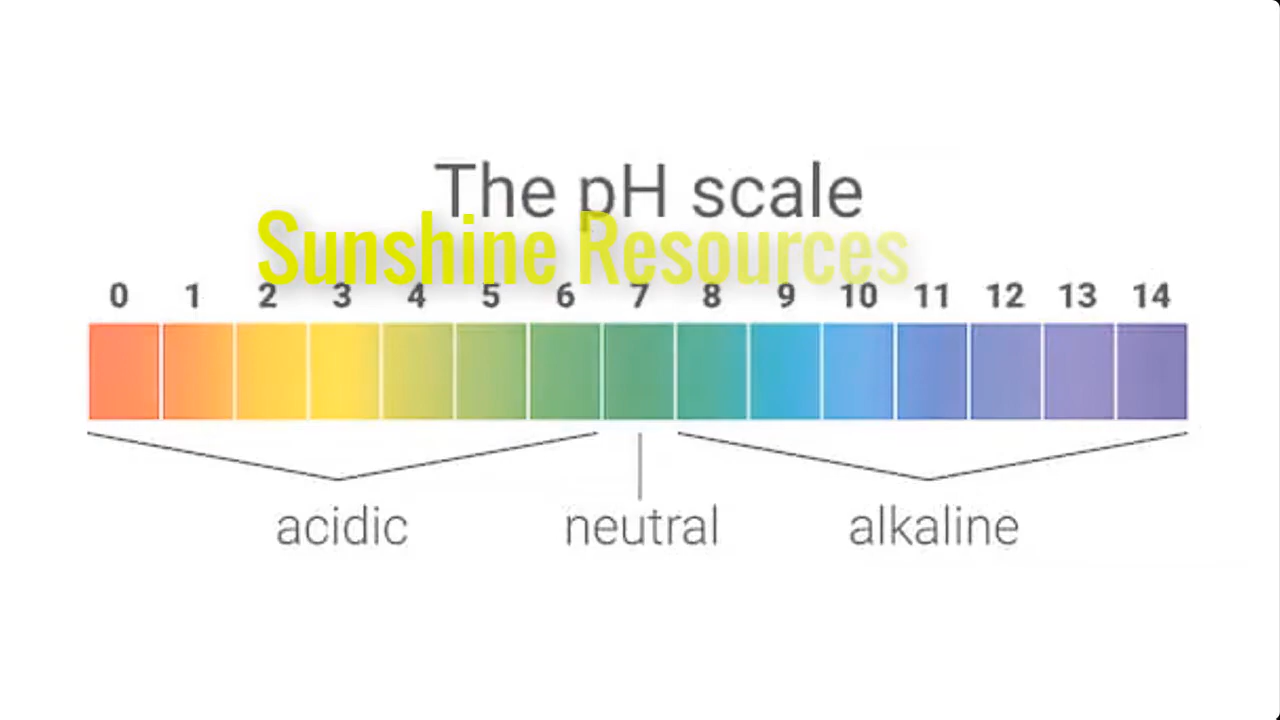 The pH scale
Sunshine Resources
0 1 2 3 4 5 6 7 8 9 10 11 12 13 14
acidic neutral alkaline